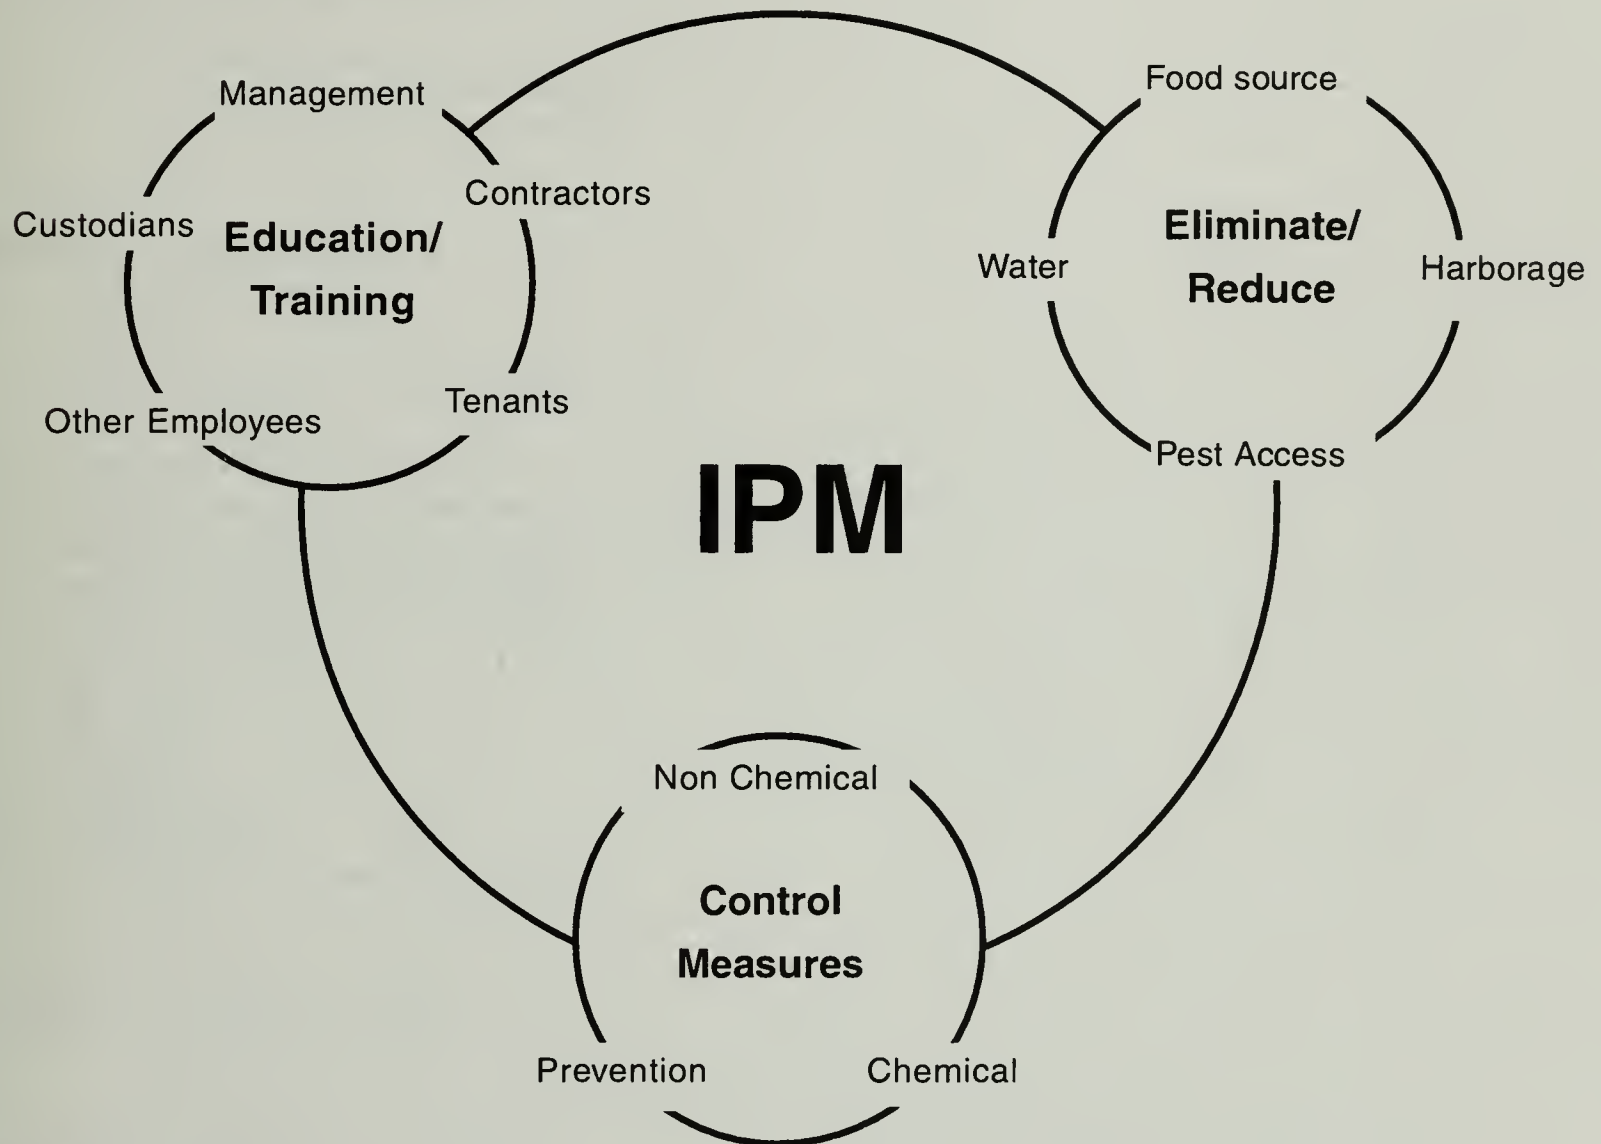 Management
Contractors
Custodians
Education/
Training
Other Employees
Tenants
Food source
Eliminate/
Reduce
Water
Harborage
Pest Access
IPM
Non Chemical
Control
Measures
Prevention
Chemical